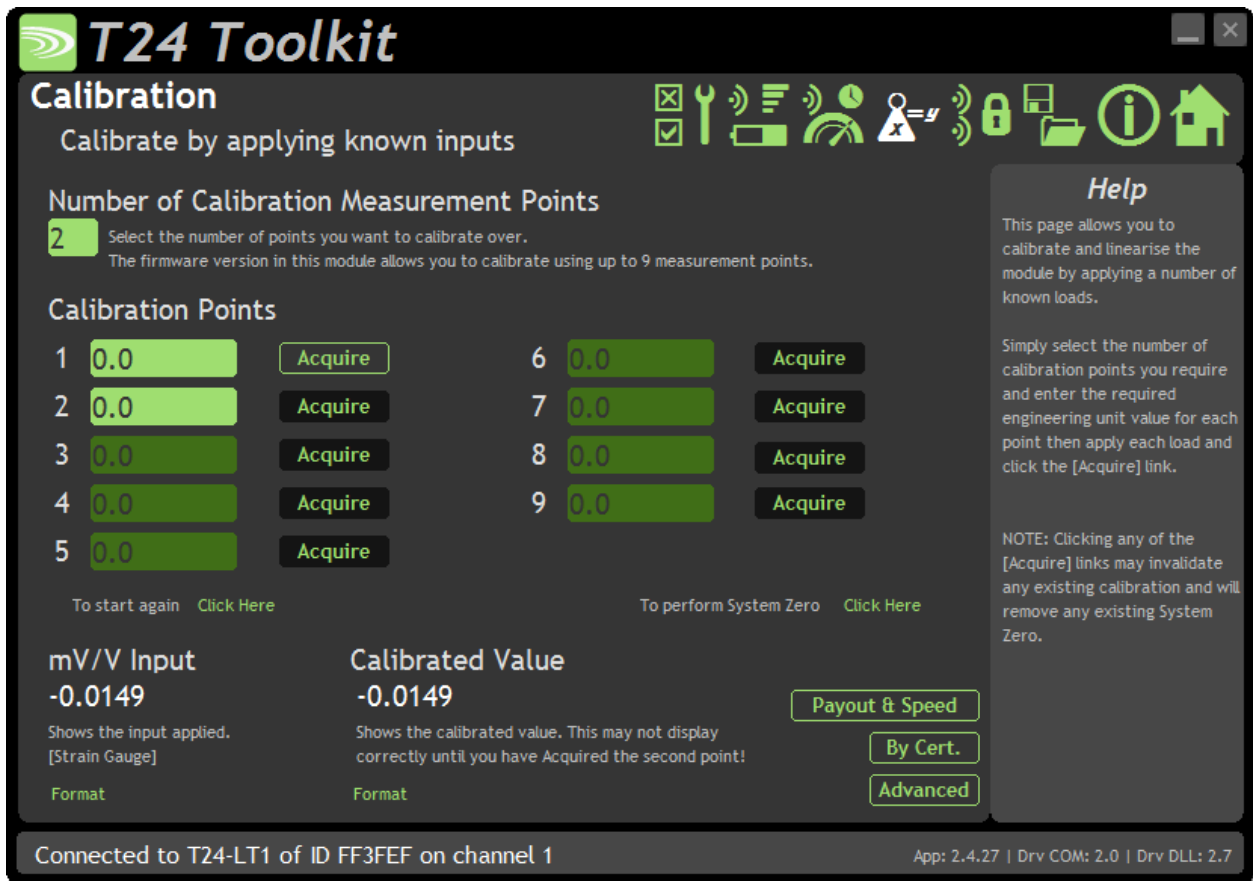 T24 Toolkit
Calibration
Calibrate by applying known inputs
x=y
Number of Calibration Measurement Points
2
Select the number of points you want to calibrate over.
The firmware version in this module allows you to calibrate using up to 9 measurement points.
Calibration Points
1 0.0 Acquire
2 0.0 Acquire
3 0.0 Acquire
4 0.0 Acquire
5 0.0 Acquire
6 0.0 Acquire
7 0.0 Acquire
8 0.0 Acquire
9 0.0 Acquire
To start again Click Here
To perform System Zero Click Here
mV/V Input
-0.0149
Shows the input applied.
[Strain Gauge]
Format
Calibrated Value
-0.0149
Shows the calibrated value. This may not display
correctly until you have Acquired the second point!
Format
Payout & Speed
By Cert.
Advanced
Help
This page allows you to
calibrate and linearise the
module by applying a number of
known loads.
Simply select the number of
calibration points you require
and enter the required
engineering unit value for each
point then apply each load and
click the [Acquire] link.
NOTE: Clicking any of the
[Acquire] links may invalidate
any existing calibration and will
remove any existing System
Zero.
Connected to T24-LT1 of ID FF3FEF on channel 1
App: 2.4.27 | Drv COM: 2.0 | Drv DLL: 2.7